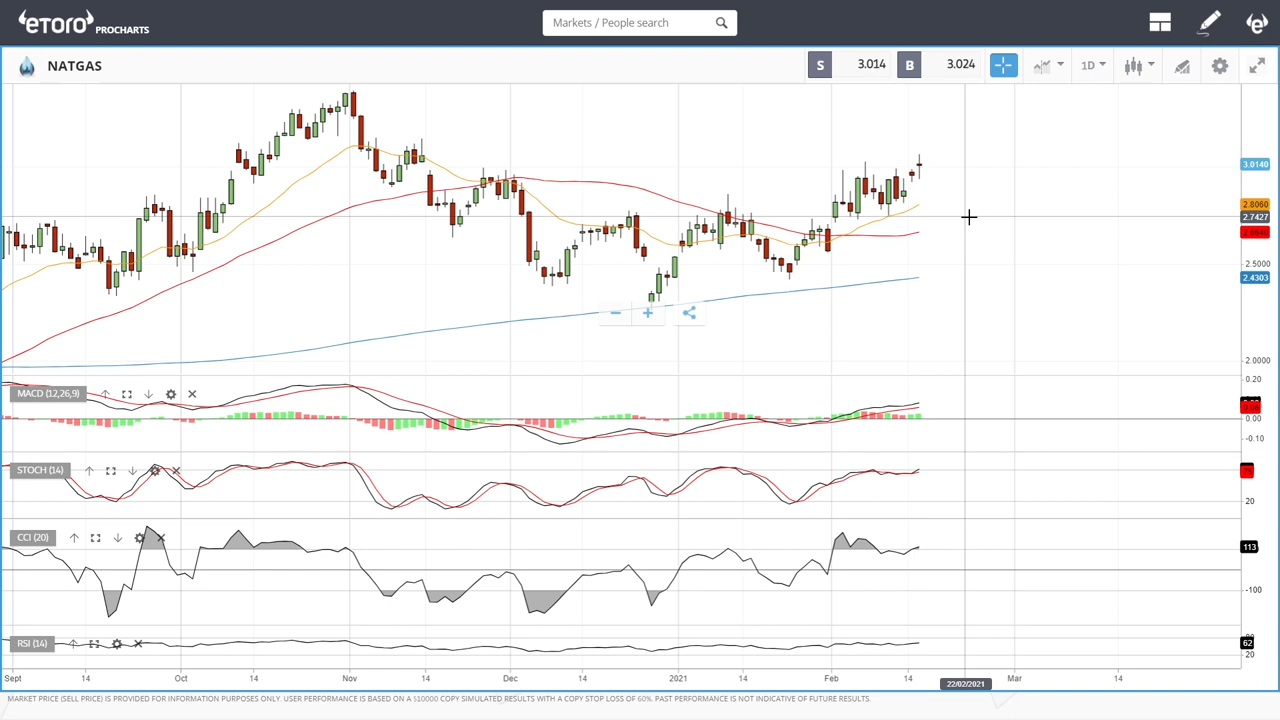 eToro PROCHARTS
Markets / People search
NATGAS
S 3.014 B 3.024
1D
3.0140
2.8060
2.7427
2.5000
2.4303
2.0000
MACD (12,26,9)
0.20
0.00
-0.10
STOCH (14)
20
CCI (20)
113
-100
RSI (14)
62
20
Sept 14 Oct 14 Nov 14 Dec 14 2021 14 Feb 14 Mar 14
22/02/2021
MARKET PRICE (SELL PRICE) IS PROVIDED FOR INFORMATION PURPOSES ONLY. USER PERFORMANCE IS BASED ON A $10000 COPY SIMULATED RESULTS WITH A COPY STOP LOSS OF 60%. PAST PERFORMANCE IS NOT INDICATIVE OF FUTURE RESULTS.